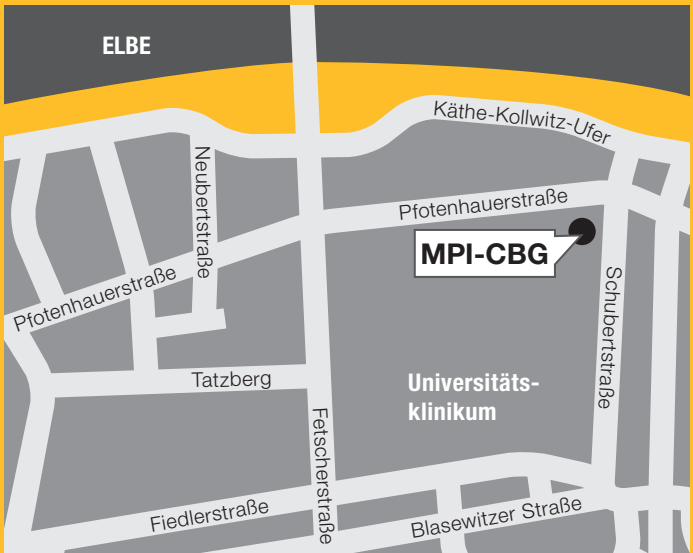 ELBE
Käthe-Kollwitz-Ufer
Neubertstraße
Pfotenhauerstraße
MPI-CBG
Pfotenhauerstraße
Schubertstraße
Tatzberg
Universitäts-
klinikum
Fetscherstraße
Fiedlerstraße
Blasewitzer Straße